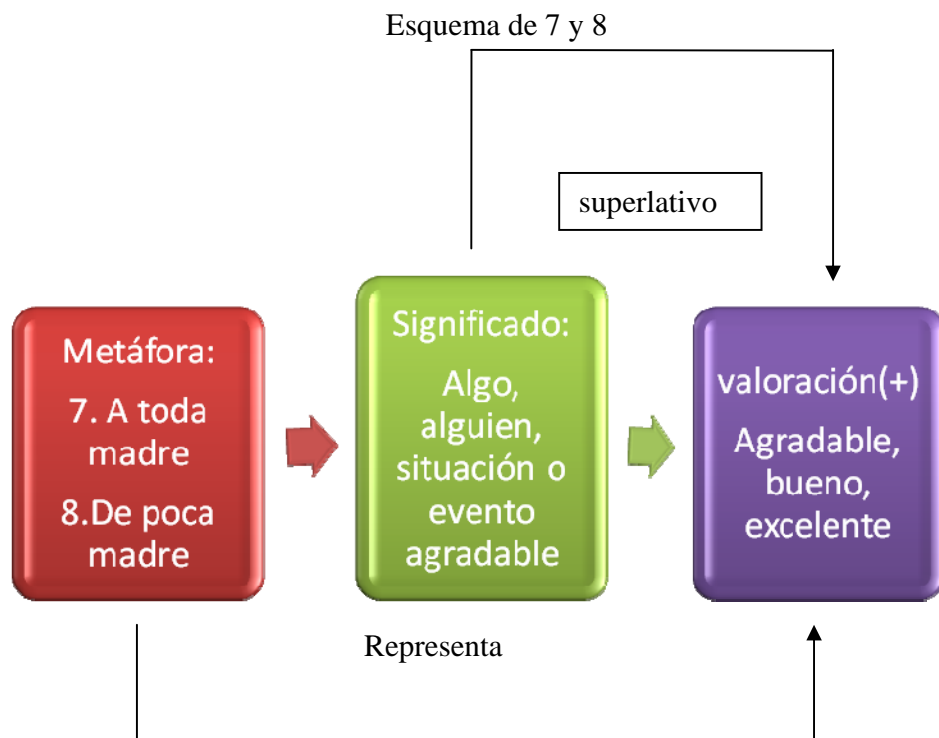 Esquema de 7 y 8
superlativo
Metáfora:
7. A toda
madre
8.De poca
madre
Significado:
Algo,
alguien,
situación o
evento
agradable
valoración(+)
Agradable,
bueno,
excelente
Representa